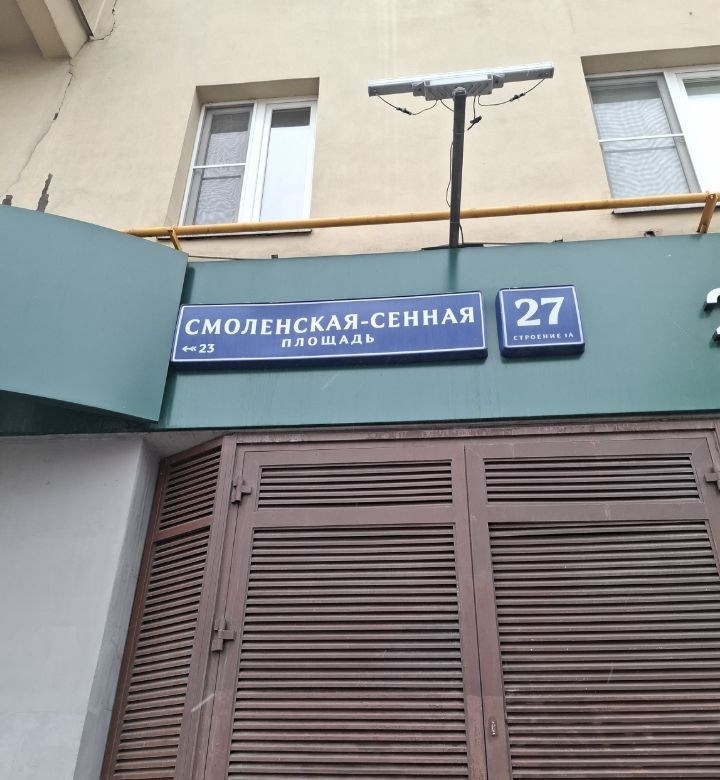 СМОЛЕНСКАЯ-СЕННАЯ
ПЛОЩАДЬ
← 23
27
СТРОЕНИЕ 1А